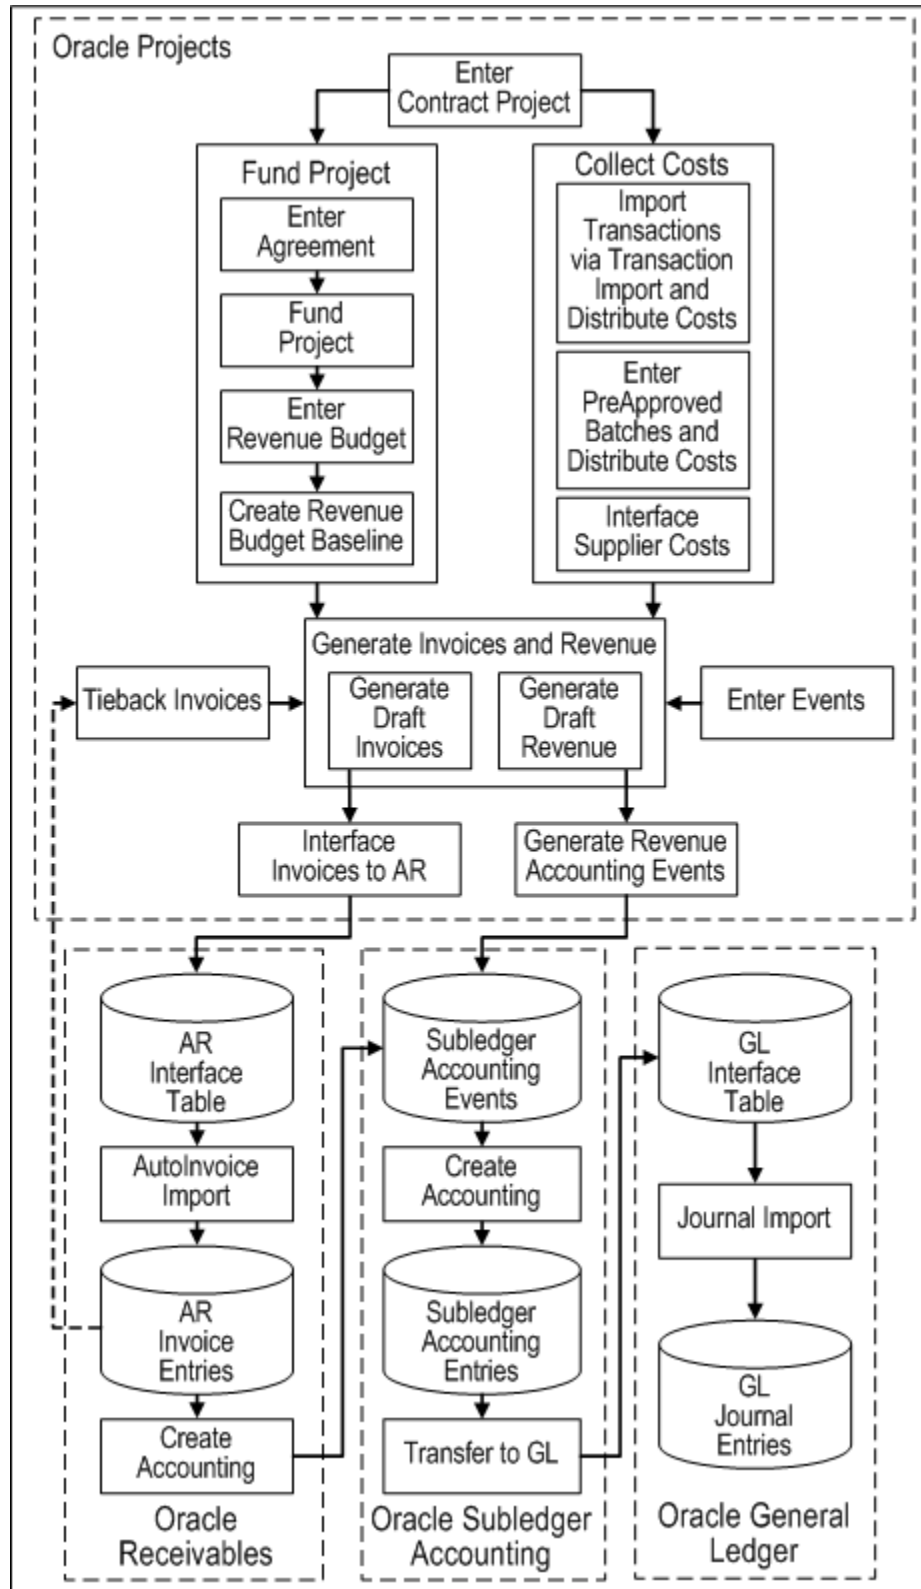 Oracle Projects
Enter
Contract Project
Fund Project
Enter
Agreement
Fund
Project
Enter
Revenue Budget
Create Revenue
Budget Baseline
Collect Costs
Import
Transactions
via Transaction
Import and
Distribute Costs
Enter
PreApproved
Batches and
Distribute Costs
Interface
Supplier Costs
Generate Invoices and Revenue
Tieback Invoices
Generate
Draft
Invoices
Generate
Draft
Revenue
Enter Events
Interface
Invoices to AR
Generate Revenue
Accounting Events
AR
Interface
Table
AutoInvoice
Import
AR
Invoice
Entries
Create
Accounting
Oracle
Receivables
Subledger
Accounting
Events
Create
Accounting
Subledger
Accounting
Entries
Transfer to GL
Oracle Subledger
Accounting
GL
Interface
Table
Journal Import
GL
Journal
Entries
Oracle General
Ledger